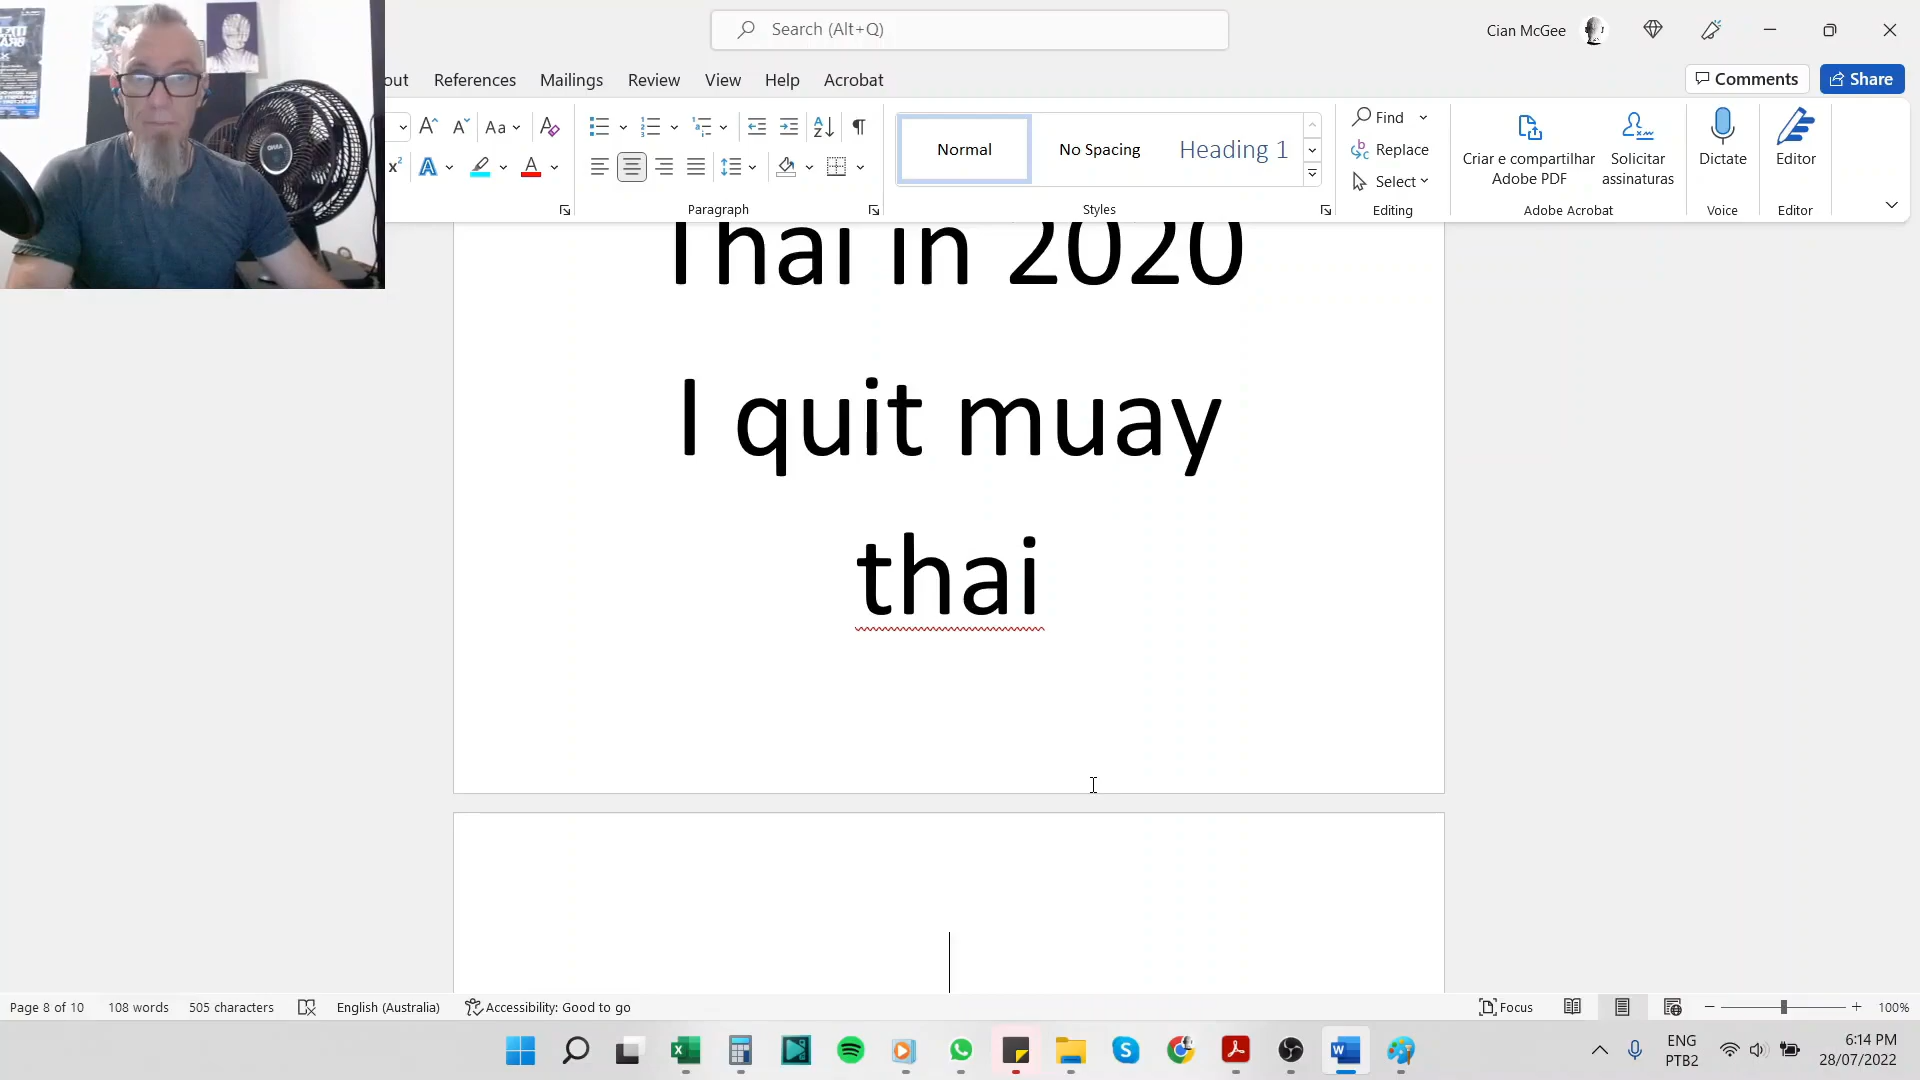 Search (Alt+Q)
Cian McGee
out References Mailings Review View Help Acrobat
Comments
Share
Aa
Normal
No Spacing
Heading 1
Find
Replace
Select
Criar e compartilhar
Adobe PDF
Solicitar
assinaturas
Dictate
Editor
Paragraph
Styles
Editing
Adobe Acrobat
Voice
Editor
Thai in 2020
I quit muay
thai
Page 8 of 10 108 words 505 characters English (Australia) Accessibility: Good to go
Focus
100%
ENG
PTB2
6:14 PM
28/07/2022